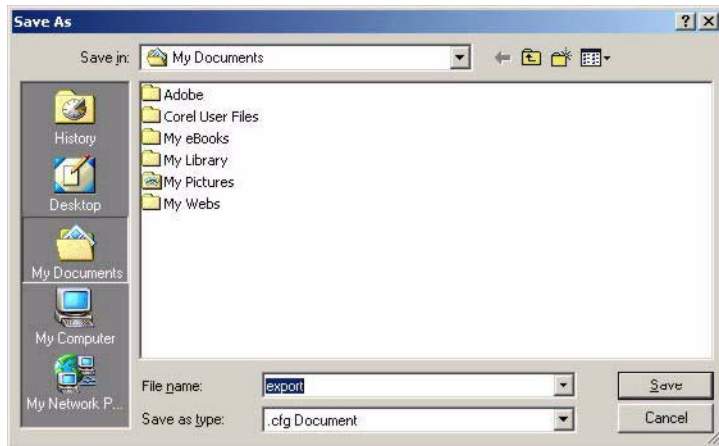 Save As
Save in: My Documents
History
Desktop
My Documents
My Computer
My Network P...
Adobe
Corel User Files
My eBooks
My Library
My Pictures
My Webs
File name: export
Save
Save as type: .cfg Document
Cancel